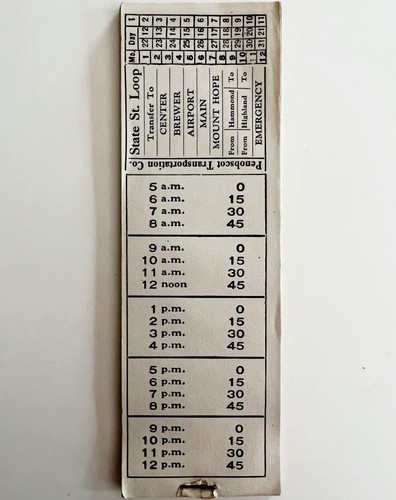 1 2 3 4 5 6 7 8 9 10 11
12 13 14 15 16 17 18 19 20 21
Day 22 23 24 25 26 27 28 29 30 31
Mo. 1 2 3 4 5 6 7 8 9 10 11 12
State St. Loop
Transfer To
CENTER
BREWER
AIRPORT
MAIN
MOUNT HOPE
From Hammond To
From Highland To
EMERGENCY
Penobscot Transportation Co.
5 a.m. 0
6 a.m. 15
7 a.m. 30
8 a.m. 45
9 a.m. 0
10 a.m. 15
11 a.m. 30
12 noon 45
1 p.m. 0
2 p.m. 15
3 p.m. 30
4 p.m. 45
5 p.m. 0
6 p.m. 15
7 p.m. 30
8 p.m. 45
9 p.m. 0
10 p.m. 15
11 p.m. 30
12 p.m. 45